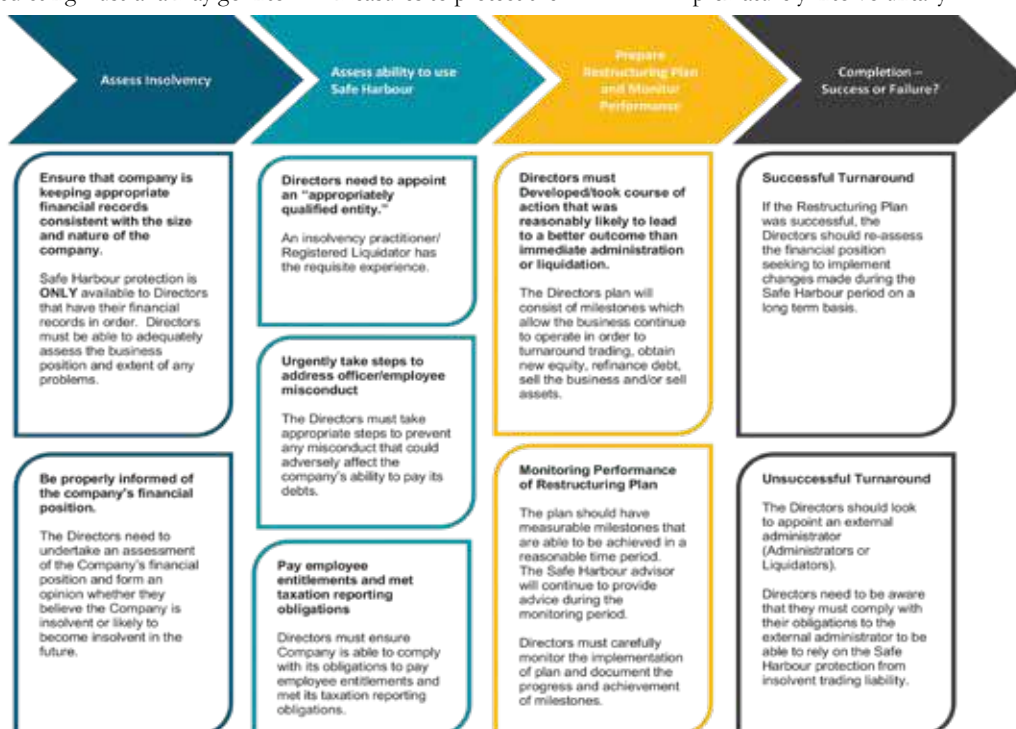 Assess Insolvency
Assess ability to use
Safe Harbour
Prepare
Restructuring Plan
and Monitor
Performance
Completion –
Success or Failure?
Ensure that company is
keeping appropriate
financial records
consistent with the size
and nature of the
company.
Safe Harbour protection is
ONLY available to Directors
that have their financial
records in order. Directors
must be able to adequately
assess the business
position and extent of any
problems.
Be properly informed of
the company's financial
position.
The Directors need to
undertake an assessment
of the Company's financial
position and form an
opinion whether they
believe the Company is
insolvent or likely to
become insolvent in the
future.
Directors need to appoint
an "appropriately
qualified entity."
An insolvency practitioner/
Registered Liquidator has
the requisite experience.
Urgently take steps to
address officer/employee
misconduct
The Directors must take
appropriate steps to prevent
any misconduct that could
adversely affect the
company's ability to pay its
debts.
Pay employee
entitlements and met
taxation reporting
obligations
Directors must ensure
Company is able to comply
with its obligations to pay
employee entitlements and
met its taxation reporting
obligations.
Directors must
Developed/took course of
action that was
reasonably likely to lead
to a better outcome than
immediate administration
or liquidation.
The Directors plan will
consist of milestones which
allow the business continue
to operate in order to
turnaround trading, obtain
new equity, refinance debt,
sell the business and/or sell
assets.
Monitoring Performance
of Restructuring Plan
The plan should have
measurable milestones that
are able to be achieved in a
reasonable time period.
The Safe Harbour advisor
will continue to provide
advice during the
monitoring period.
Directors must carefully
monitor the implementation
of plan and document the
progress and achievement
of milestones.
Successful Turnaround
If the Restructuring Plan
was successful, the
Directors should re-assess
the financial position
seeking to implement
changes made during the
Safe Harbour period on a
long term basis.
Unsuccessful Turnaround
The Directors should look
to appoint an external
administrator
(Administrators or
Liquidators).
Directors need to be aware
that they must comply with
their obligations to the
external administrator to be
able to rely on the Safe
Harbour protection from
insolvent trading liability.